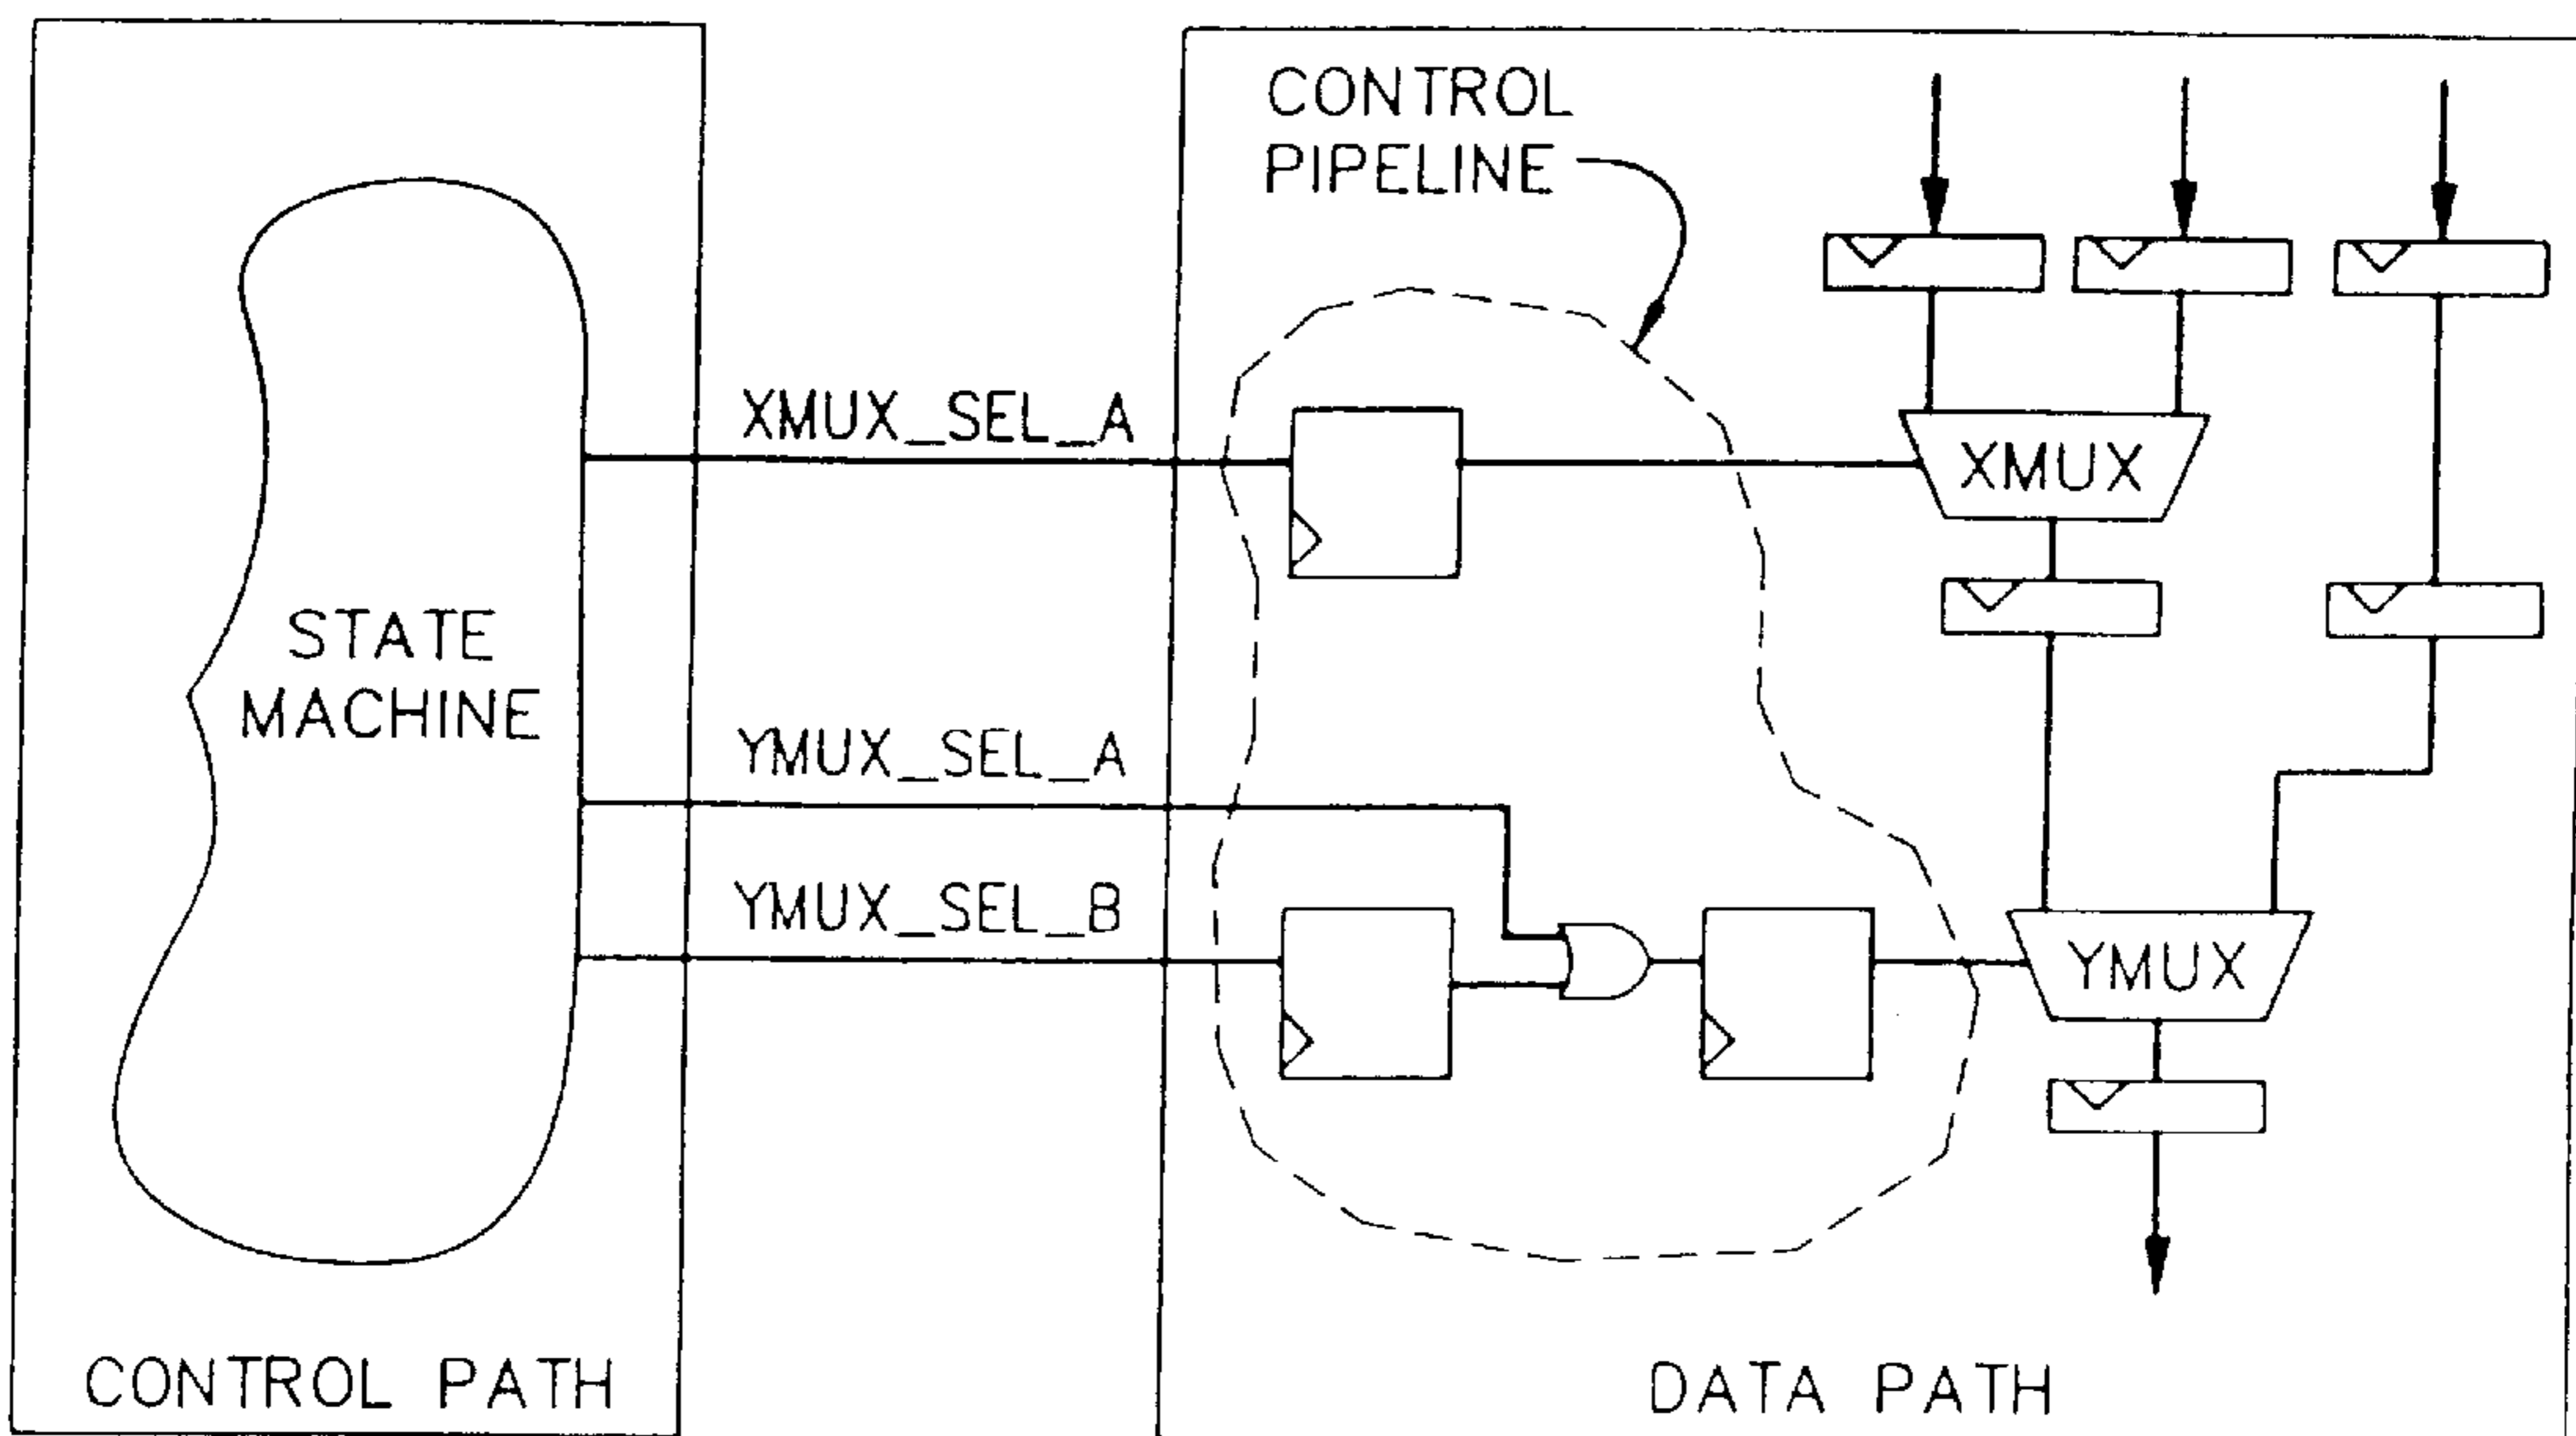 CONTROL
PIPELINE
XMUX_SEL_A
XMUX
STATE
MACHINE
YMUX_SEL_A
YMUX_SEL_B
YMUX
CONTROL PATH
DATA PATH